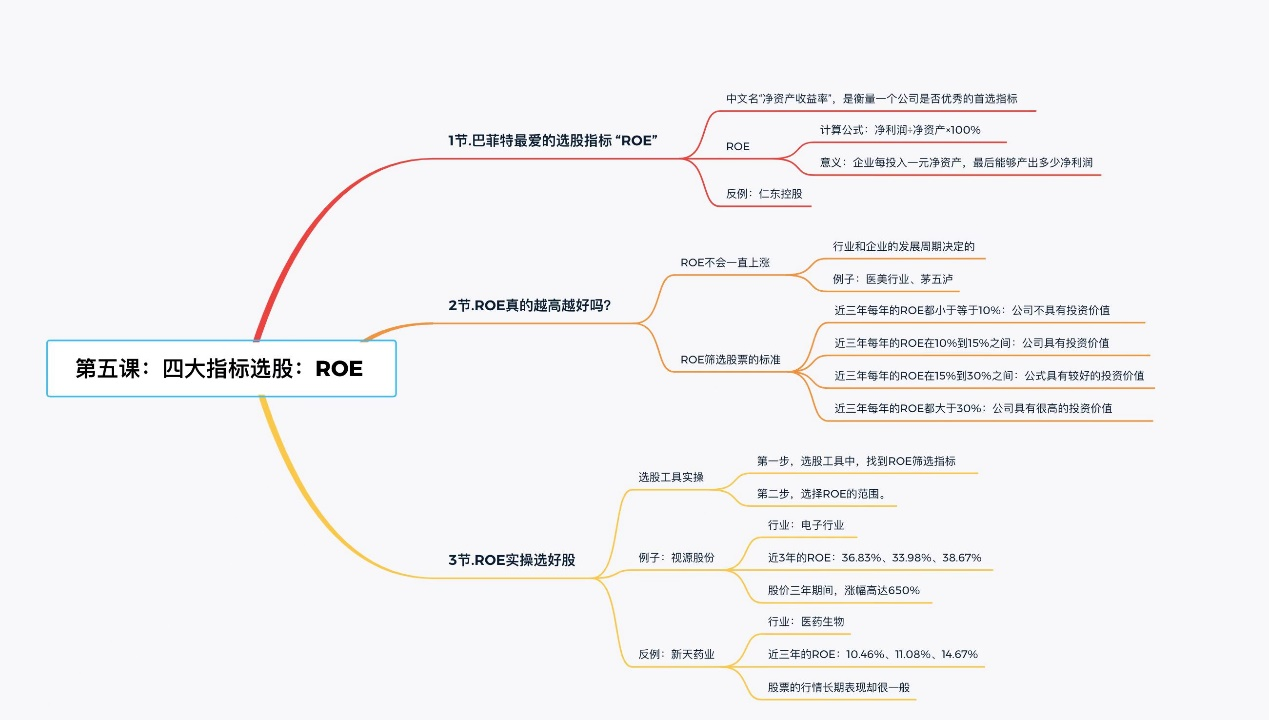 第五课：四大指标选股：ROE
1节.巴菲特最爱的选股指标 “ROE”
中文名“净资产收益率”，是衡量一个公司是否优秀的首选指标
ROE
计算公式：净利润÷净资产×100%
意义：企业每投入一元净资产，最后能够产出多少净利润
反例：仁东控股
2节.ROE真的越高越好吗？
ROE不会一直上涨
行业和企业的发展周期决定的
例子：医美行业、茅五泸
ROE筛选股票的标准
近三年每年的ROE都小于等于10%：公司不具有投资价值
近三年每年的ROE在10%到15%之间：公司具有投资价值
近三年每年的ROE在15%到30%之间：公式具有较好的投资价值
近三年每年的ROE都大于30%：公司具有很高的投资价值
3节.ROE实操选好股
选股工具实操
第一步，选股工具中，找到ROE筛选指标
第二步，选择ROE的范围。
例子：视源股份
行业：电子行业
近3年的ROE：36.83%、33.98%、38.67%
股价三年期间，涨幅高达650%
反例：新天药业
行业：医药生物
近三年的ROE：10.46%、11.08%、14.67%
股票的行情长期表现却很一般